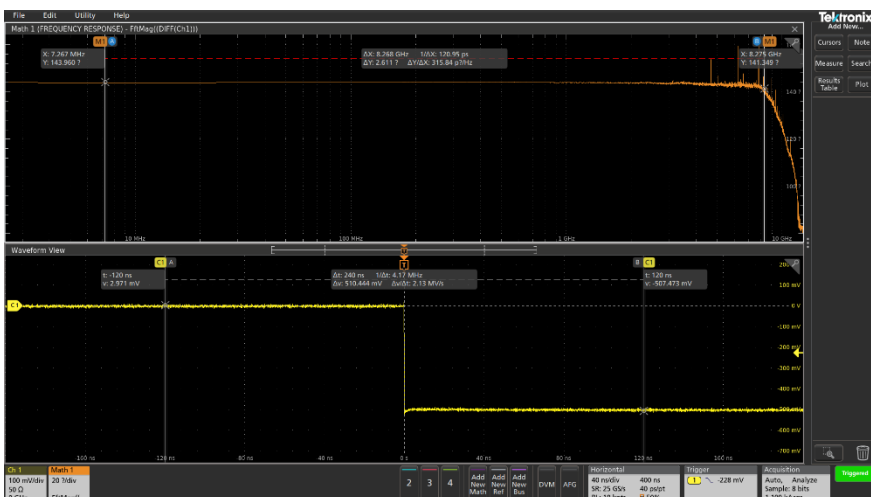 File Edit Utility Help
Tektronix
Add New...
Math 1 (FREQUENCY RESPONSE) - FftMag((DIFF(Ch1)))
Cursors Note
Measure Search
Results Table Plot
M1 A
B M1
X: 7.267 MHz
Y: 143.960 ?
ΔX: 8.268 GHz 1/ΔX: 120.95 ps
ΔY: 2.611 ? ΔY/ΔX: 315.84 p?/Hz
X: 8.275 GHz
Y: 141.349 ?
140 ?
120 ?
100 ?
10 MHz 100 MHz 1 GHz 10 GHz
Waveform View
T
C1 A
B C1
t: -120 ns
v: 2.971 mV
Δt: 240 ns 1/Δt: 4.17 MHz
Δv: 510.444 mV Δv/Δt: 2.13 MV/s
t: 120 ns
v: -507.473 mV
C1
0 V
-100 mV
-200 mV
-300 mV
-400 mV
-500 mV
-600 mV
-700 mV
80 ns 40 ns 0 s 40 ns 80 ns 120 ns 160 ns
Ch 1
100 mV/div
50 Ω
Math 1
20 ?/div
2 3 4
Add New Math
Add New Ref
Add New Bus
DVM AFG
Horizontal
40 ns/div 400 ns
SR: 25 GS/s 40 ps/pt
Trigger
1 -228 mV
Acquisition
Auto, Analyze
Sample: 8 bits
Triggered